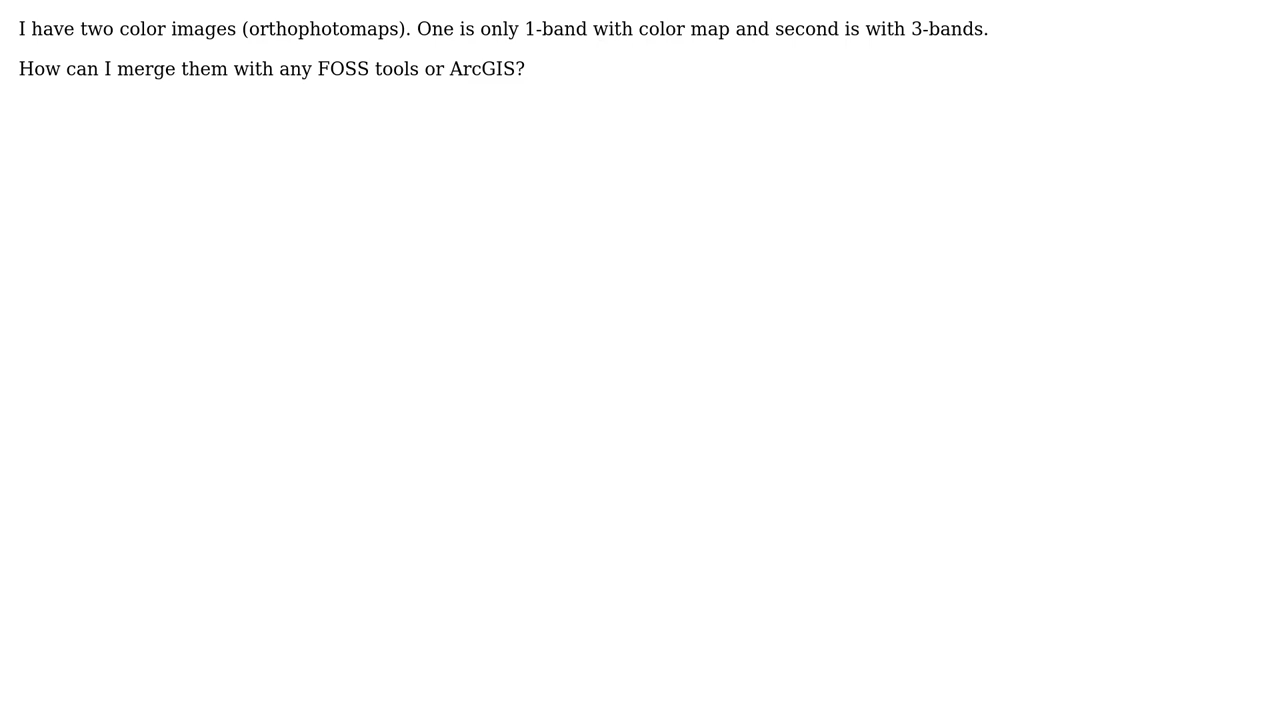 I have two color images (orthophotomaps). One is only 1-band with color map and second is with 3-bands.
How can I merge them with any FOSS tools or ArcGIS?